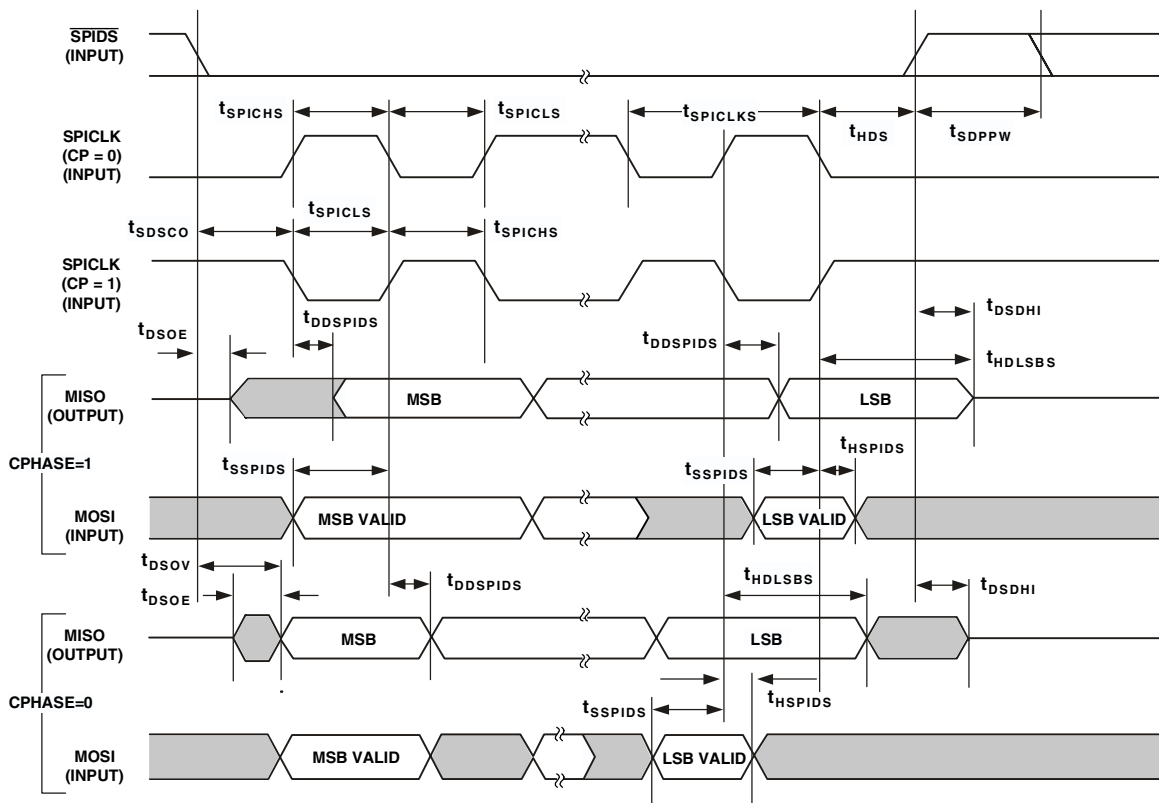 SPIDS
(INPUT)
tSPICHS
tSPICLS
tSPICLKS
tHDS
tSDPPW
SPICLK
(CP = 0)
(INPUT)
tSDSCO
tSPICLS
tSPICHS
SPICLK
(CP = 1)
(INPUT)
tDSOE
tDDSPIDS
tDDSPIDS
tDSDHI
tHDLSBS
MISO
(OUTPUT)
MSB
LSB
CPHASE=1
tSSPIDS
tSSPIDS
tHSPIDS
MOSI
(INPUT)
MSB VALID
LSB VALID
tDSOV
tDSOE
tDDSPIDS
tHDLSBS
tDSDHI
MISO
(OUTPUT)
MSB
LSB
CPHASE=0
tSSPIDS
tHSPIDS
MOSI
(INPUT)
MSB VALID
LSB VALID